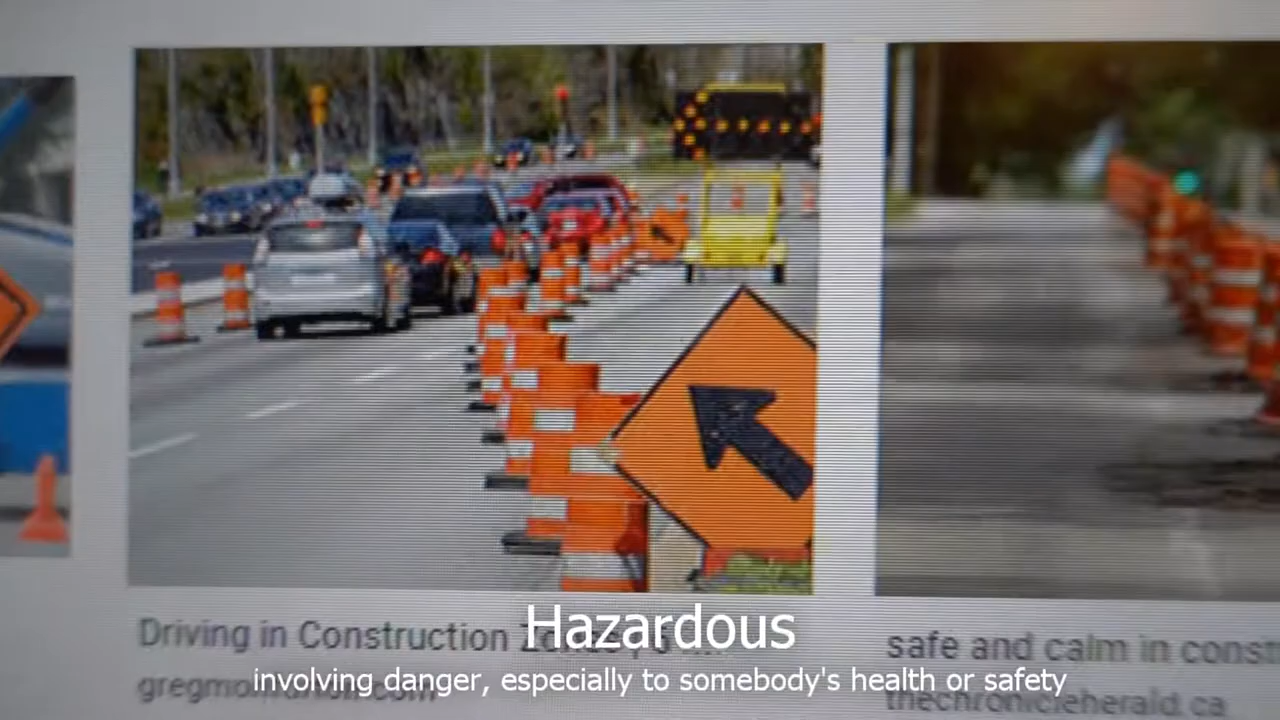 Driving in Construction
safe and calm in const
Hazardous
involving danger, especially to somebody's health or safety
thechronicleherald.ca